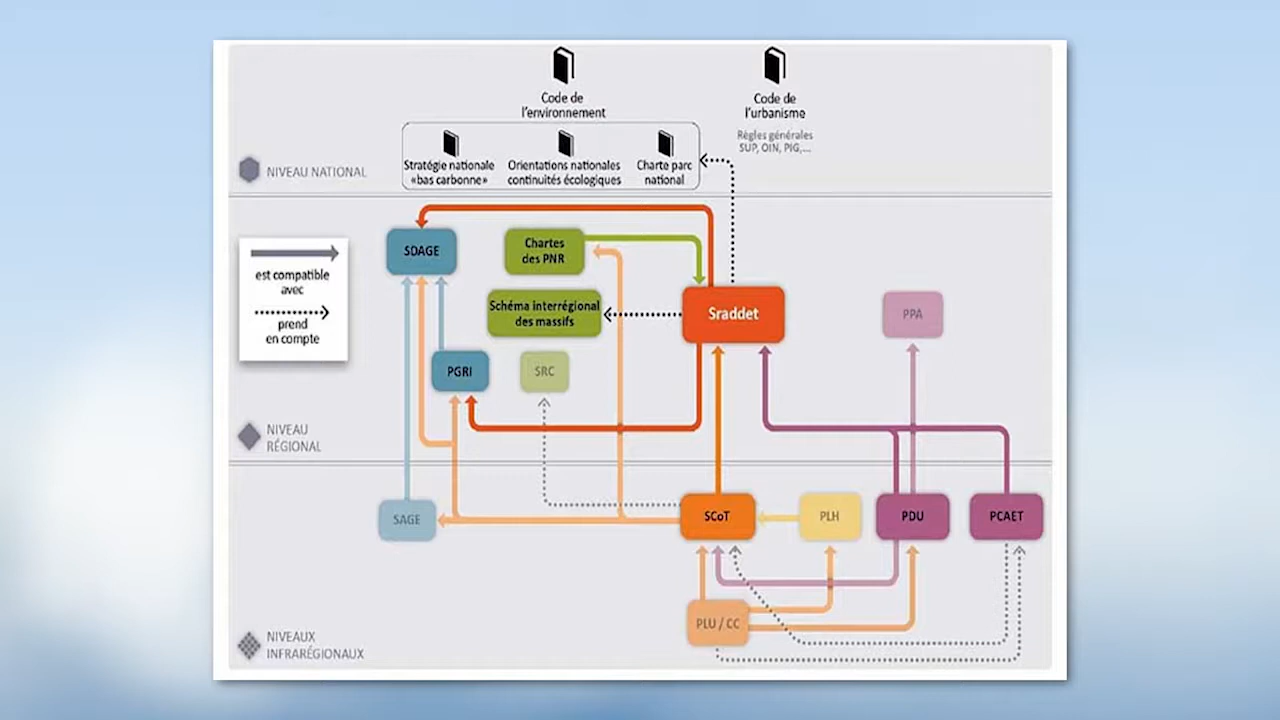 Code de
l'environnement
Code de
l'urbanisme
Règles générales
SUP, OIN, PIG,...
Stratégie nationale
«bas carbonne»
Orientations nationales
continuités écologiques
Charte parc
national
NIVEAU NATIONAL
SDAGE
Chartes
des PNR
est compatible
avec
prend
en compte
Schéma interrégional
des massifs
Sraddet
PPA
PGRI
SRC
NIVEAU
RÉGIONAL
SAGE
SCoT
PLH
PDU
PCAET
PLU / CC
NIVEAUX
INFRARÉGIONAUX